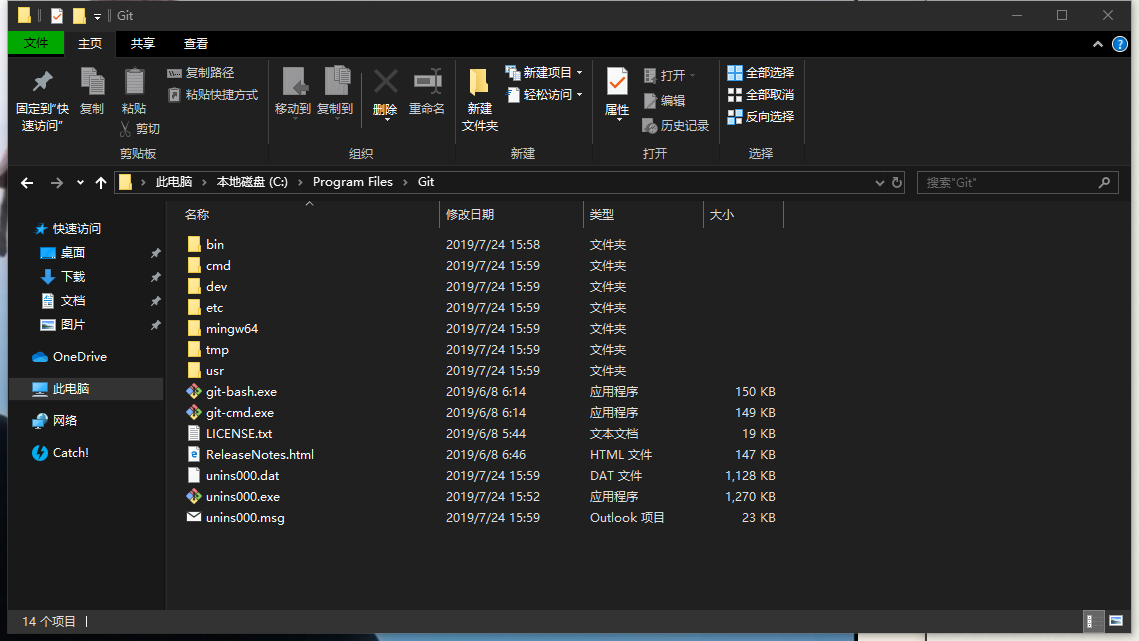 Git
文件 主页 共享 查看
固定到“快速访问”
复制
粘贴
复制路径
粘贴快捷方式
剪切
剪贴板
移动到
复制到
删除
重命名
组织
新建
文件夹
新建项目
轻松访问
新建
属性
打开
编辑
历史记录
打开
全部选择
全部取消
反向选择
选择
此电脑 本地磁盘 (C:) Program Files Git
搜索"Git"
快速访问
桌面
下载
文档
图片
OneDrive
此电脑
网络
Catch!
名称 修改日期 类型 大小
bin 2019/7/24 15:58 文件夹
cmd 2019/7/24 15:59 文件夹
dev 2019/7/24 15:59 文件夹
etc 2019/7/24 15:59 文件夹
mingw64 2019/7/24 15:59 文件夹
tmp 2019/7/24 15:59 文件夹
usr 2019/7/24 15:59 文件夹
git-bash.exe 2019/6/8 6:14 应用程序 150 KB
git-cmd.exe 2019/6/8 6:14 应用程序 149 KB
LICENSE.txt 2019/6/8 5:44 文本文档 19 KB
ReleaseNotes.html 2019/6/8 6:46 HTML 文件 147 KB
unins000.dat 2019/7/24 15:59 DAT 文件 1,128 KB
unins000.exe 2019/7/24 15:52 应用程序 1,270 KB
unins000.msg 2019/7/24 15:59 Outlook 项目 23 KB
14 个项目